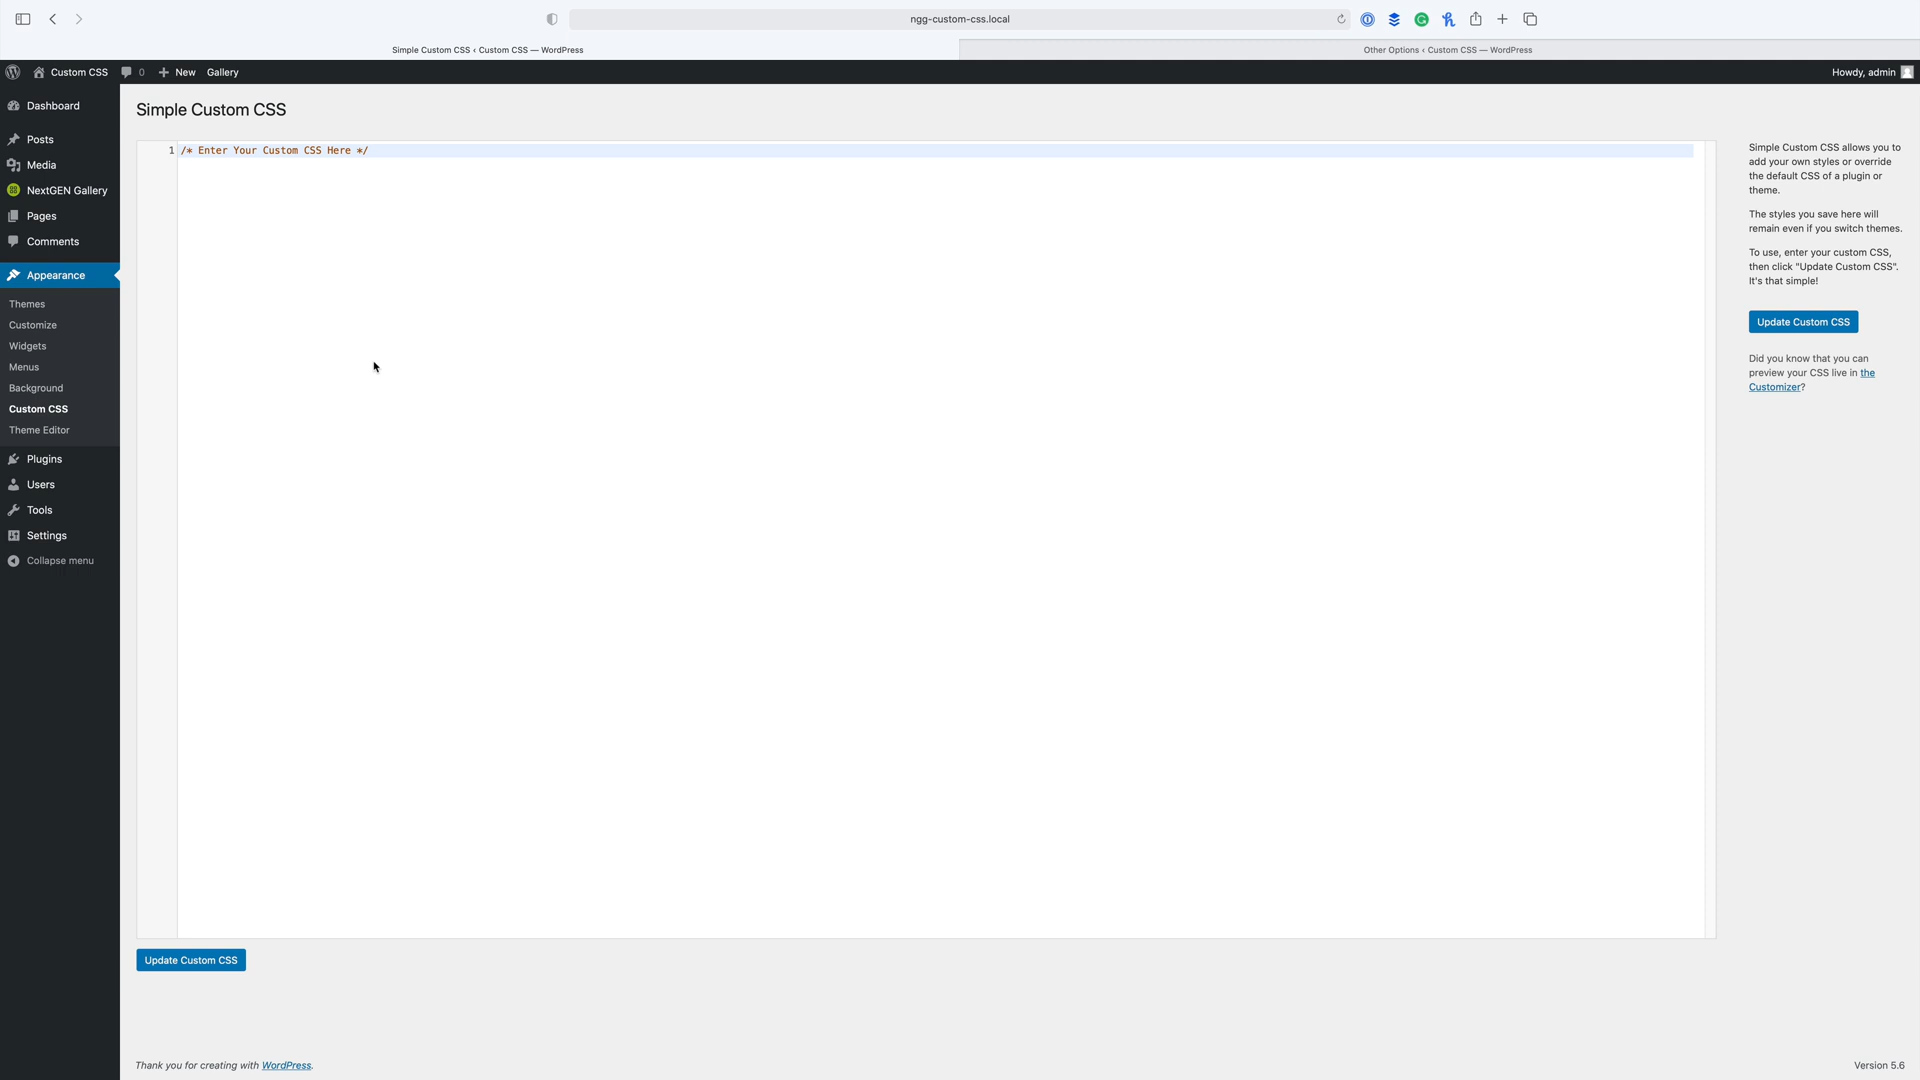 ngg-custom-css.local
Simple Custom CSS ‹ Custom CSS — WordPress
Other Options ‹ Custom CSS — WordPress
Custom CSS
0
New
Gallery
Howdy, admin
Dashboard
Posts
Media
NextGEN Gallery
Pages
Comments
Appearance
Themes
Customize
Widgets
Menus
Background
Custom CSS
Theme Editor
Plugins
Users
Tools
Settings
Collapse menu
Simple Custom CSS
1 /* Enter Your Custom CSS Here */
Update Custom CSS
Simple Custom CSS allows you to
add your own styles or override
the default CSS of a plugin or
theme.
The styles you save here will
remain even if you switch themes.
To use, enter your custom CSS,
then click "Update Custom CSS".
It's that simple!
Update Custom CSS
Did you know that you can
preview your CSS live in the
Customizer?
Thank you for creating with WordPress.
Version 5.6